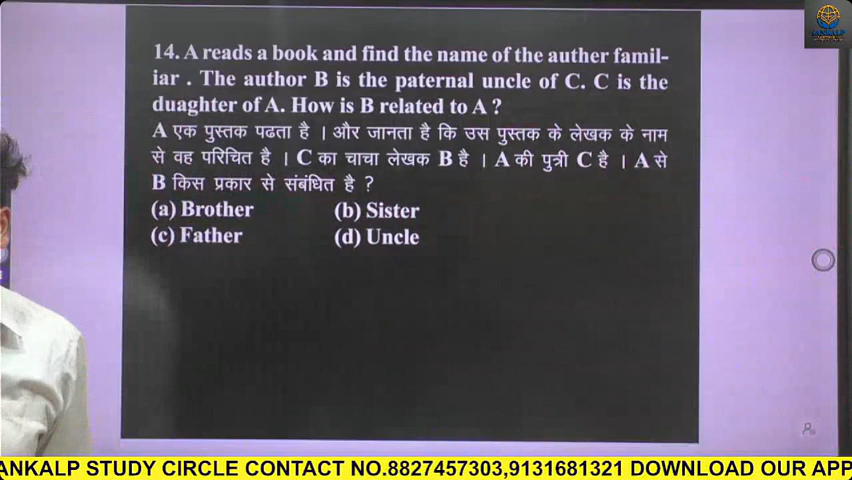 14. A reads a book and find the name of the auther famil-
iar . The author B is the paternal uncle of C. C is the
duaghter of A. How is B related to A ?
A एक पुस्तक पढता है । और जानता है कि उस पुस्तक के लेखक के नाम
से वह परिचित है । C का चाचा लेखक B है । A की पुत्री C है । A से
B किस प्रकार से संबंधित है ?
(a) Brother (b) Sister
(c) Father (d) Uncle
ANKALP STUDY CIRCLE CONTACT NO.8827457303,9131681321 DOWNLOAD OUR APP